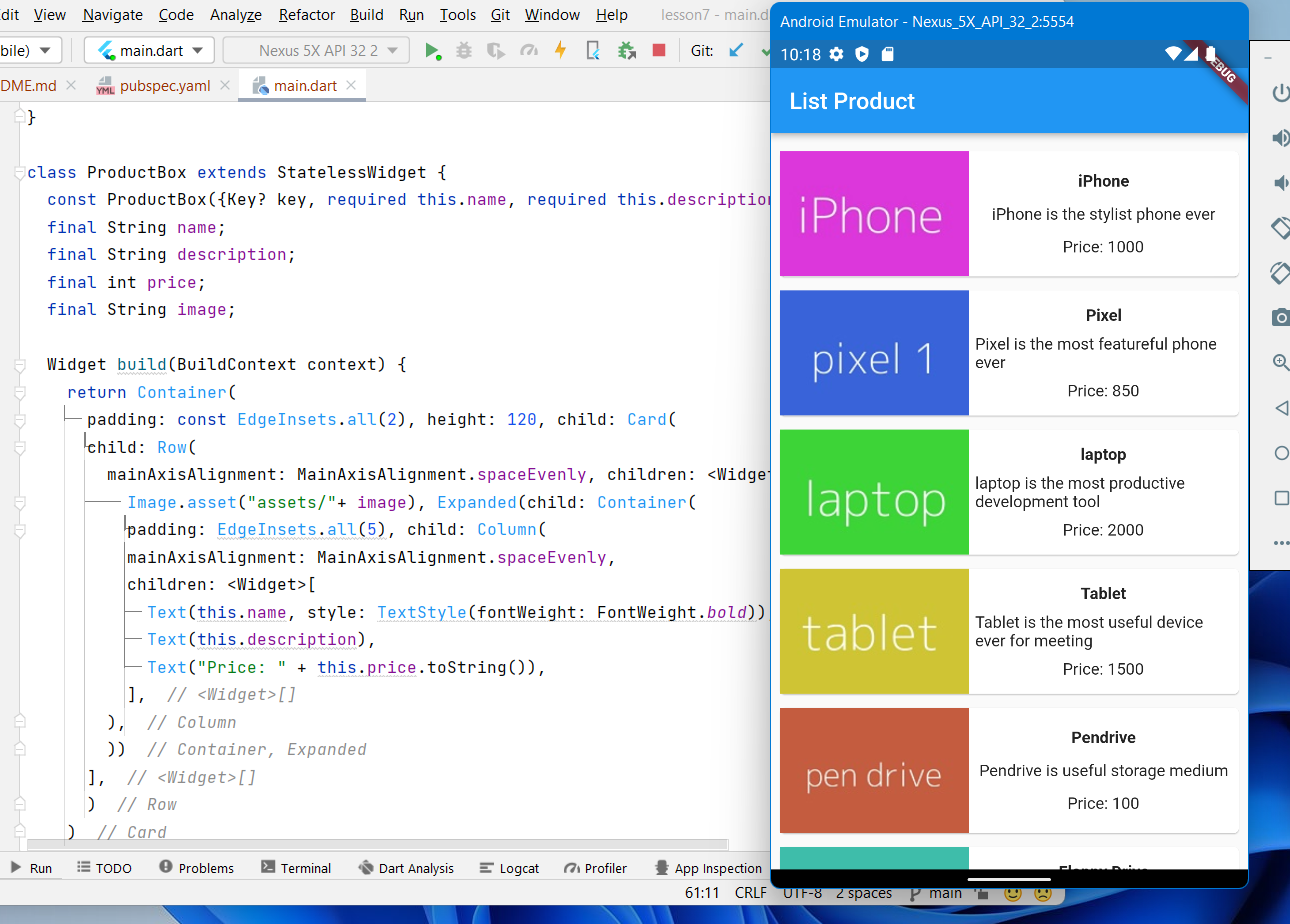 dit View Navigate Code Analyze Refactor Build Run Tools Git Window Help lesson7 - main.d
bile) main.dart Nexus 5X API 32 2 Git:
DME.md pubspec.yaml main.dart
}
class ProductBox extends StatelessWidget {
const ProductBox({Key? key, required this.name, required this.description
final String name;
final String description;
final int price;
final String image;
Widget build(BuildContext context) {
return Container(
padding: const EdgeInsets.all(2), height: 120, child: Card(
child: Row(
mainAxisAlignment: MainAxisAlignment.spaceEvenly, children: <Widget
Image.asset("assets/"+ image), Expanded(child: Container(
padding: EdgeInsets.all(5), child: Column(
mainAxisAlignment: MainAxisAlignment.spaceEvenly,
children: <Widget>[
Text(this.name, style: TextStyle(fontWeight: FontWeight.bold))
Text(this.description),
Text("Price: " + this.price.toString()),
], // <Widget>[]
), // Column
)) // Container, Expanded
], // <Widget>[]
) // Row
) // Card
Run TODO Problems Terminal Dart Analysis Logcat Profiler App Inspection
61:11 CRLF UTF-8 2 spaces main
Android Emulator - Nexus_5X_API_32_2:5554
10:18
DEBUG
List Product
iPhone
iPhone
iPhone is the stylist phone ever
Price: 1000
pixel 1
Pixel
Pixel is the most featureful phone
ever
Price: 850
laptop
laptop
laptop is the most productive
development tool
Price: 2000
tablet
Tablet
Tablet is the most useful device
ever for meeting
Price: 1500
pen drive
Pendrive
Pendrive is useful storage medium
Price: 100
Floppy Drive